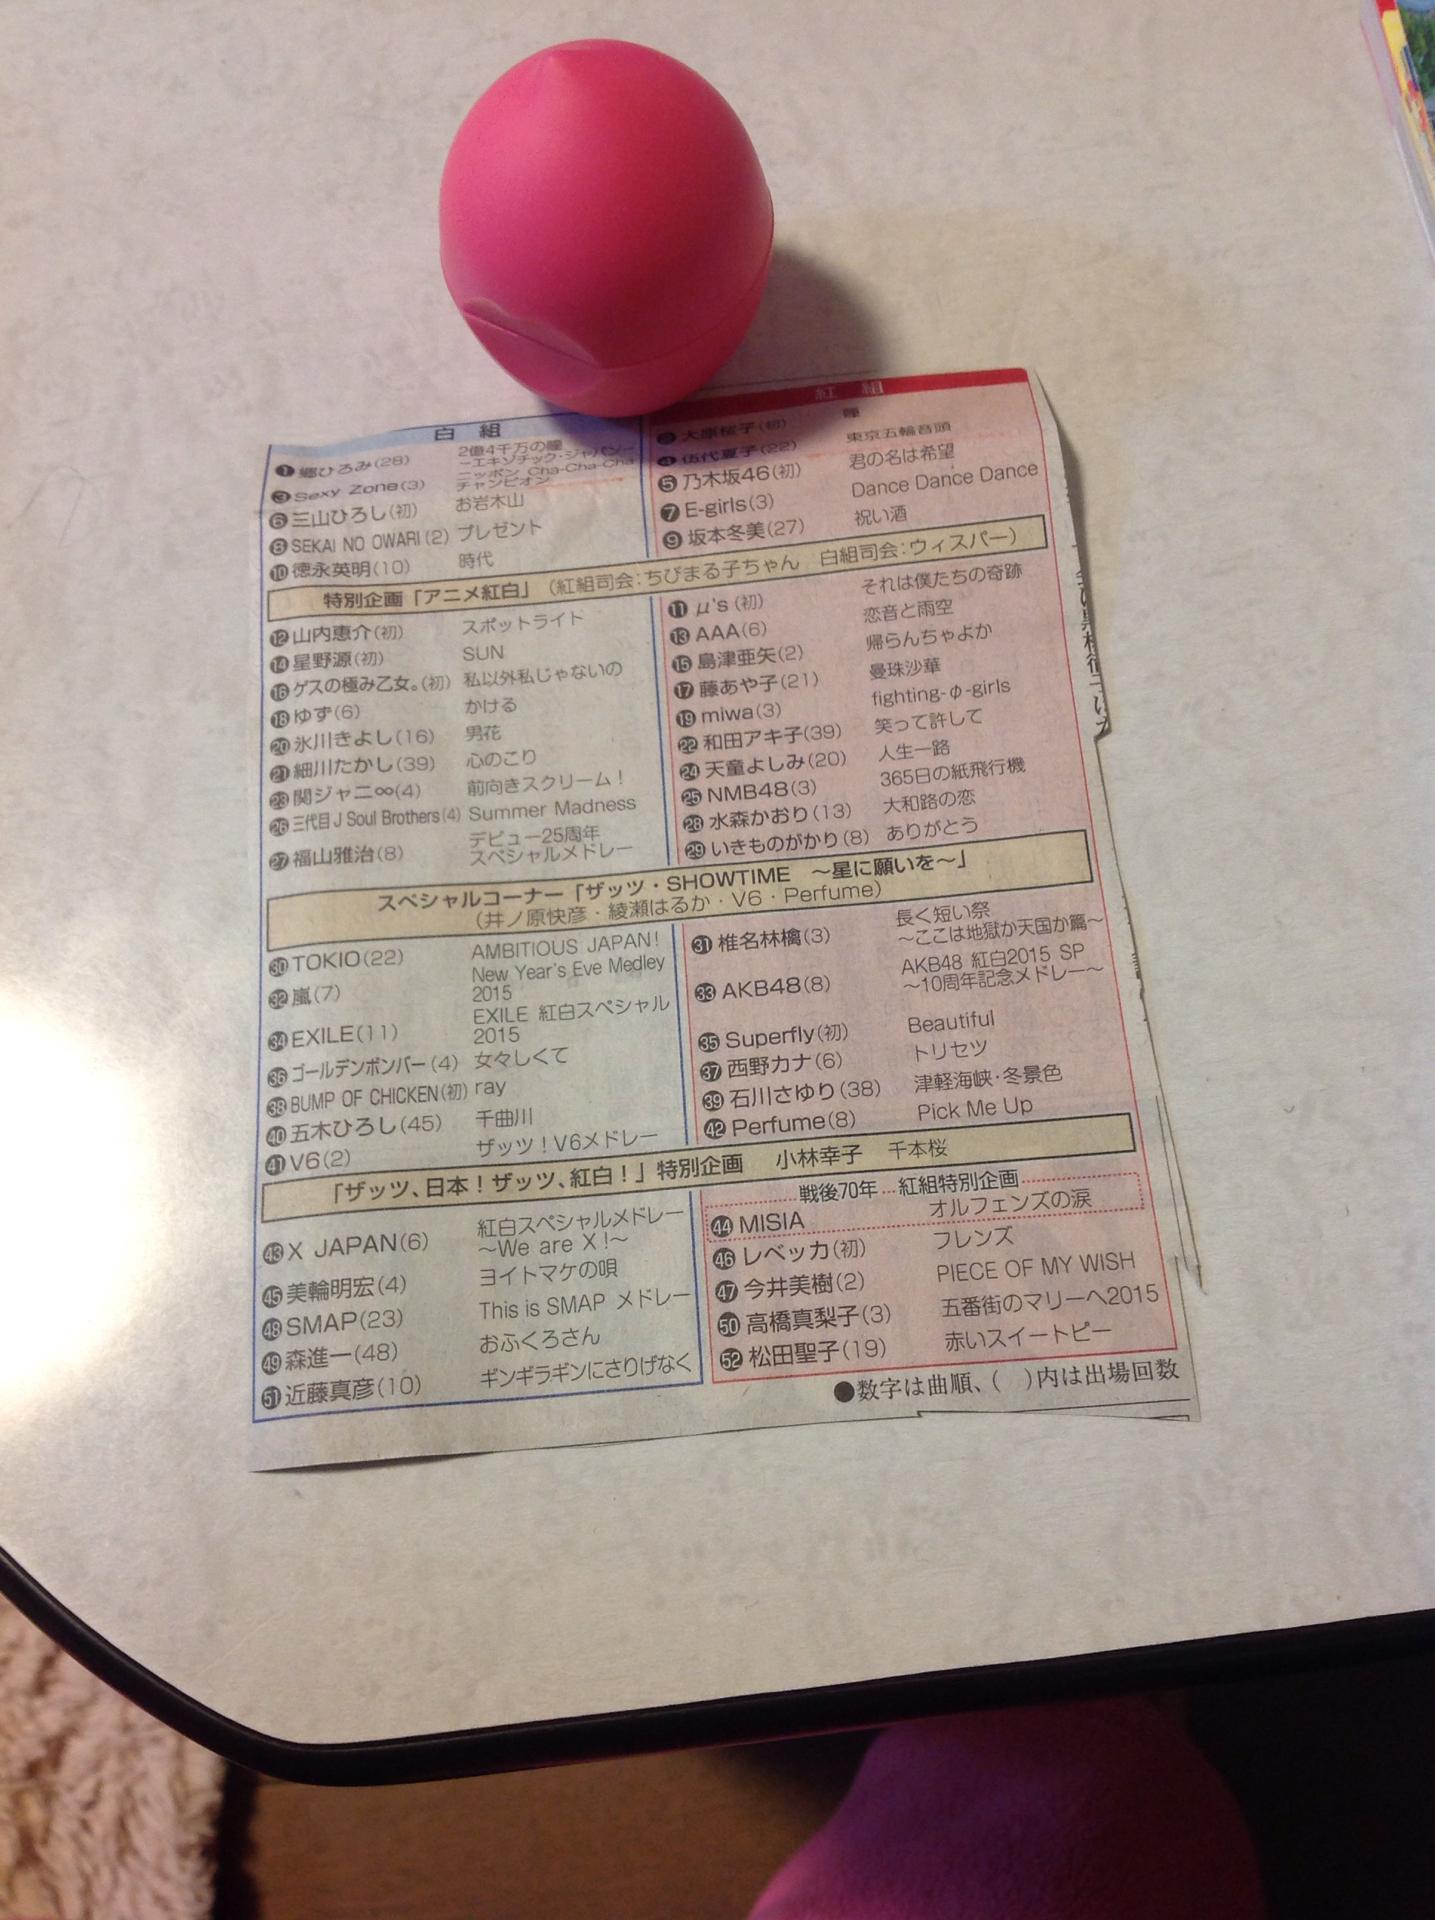 白 組
❶郷ひろみ(28) 2億4千万の瞳
ーエキゾチック・ジャパンー
❸Sexy Zone(3) ニッポン Cha-Cha-Cha
チャンピオン
❻三山ひろし(初) お岩木山
❽SEKAI NO OWARI(2) プレゼント
❿徳永英明(10) 時代
紅 組
❷大原櫻子(初) 瞳
❹伍代夏子(22) 東京五輪音頭
❺乃木坂46(初) 君の名は希望
❼E-girls(3) Dance Dance Dance
❾坂本冬美(27) 祝い酒
特別企画「アニメ紅白」(紅組司会:ちびまる子ちゃん 白組司会:ウィスパー)
⓬山内惠介(初) スポットライト
⓮星野源(初) SUN
⓰ゲスの極み乙女。(初) 私以外私じゃないの
⓲ゆず(6) かける
⓴氷川きよし(16) 男花
㉑細川たかし(39) 心のこり
㉓関ジャニ∞(4) 前向きスクリーム!
㉖三代目J Soul Brothers(4) Summer Madness
㉗福山雅治(8) デビュー25周年
スペシャルメドレー
⓫μ's(初) それは僕たちの奇跡
⓭AAA(6) 恋音と雨空
⓯島津亜矢(2) 帰らんちゃよか
⓱藤あや子(21) 曼珠沙華
⓳miwa(3) fighting-φ-girls
㉒和田アキ子(39) 笑って許して
㉔天童よしみ(20) 人生一路
㉕NMB48(3) 365日の紙飛行機
㉘水森かおり(13) 大和路の恋
㉙いきものがかり(8) ありがとう
スペシャルコーナー「ザッツ・SHOWTIME ～星に願いを～」
(井ノ原快彦・綾瀬はるか・V6・Perfume)
㉚TOKIO(22) AMBITIOUS JAPAN!
㉜嵐(7) New Year's Eve Medley
2015
㉞EXILE(11) EXILE 紅白スペシャル
2015
㊱ゴールデンボンバー(4) 女々しくて
㊳BUMP OF CHICKEN(初) ray
㊵五木ひろし(45) 千曲川
㊶V6(2) ザッツ!V6メドレー
㉛椎名林檎(3) 長く短い祭
～ここは地獄か天国か篇～
㉝AKB48(8) AKB48 紅白2015 SP
～10周年記念メドレー～
㉟Superfly(初) Beautiful
㊲西野カナ(6) トリセツ
㊴石川さゆり(38) 津軽海峡・冬景色
㊷Perfume(8) Pick Me Up
「ザッツ、日本!ザッツ、紅白!」特別企画 小林幸子 千本桜
㊸X JAPAN(6) 紅白スペシャルメドレー
～We are X!～
㊺美輪明宏(4) ヨイトマケの唄
㊽SMAP(23) This is SMAP メドレー
㊾森進一(48) おふくろさん
51近藤真彦(10) ギンギラギンにさりげなく
戦後70年 紅組特別企画
㊹MISIA オルフェンズの涙
㊻レベッカ(初) フレンズ
㊼今井美樹(2) PIECE OF MY WISH
㊿高橋真梨子(3) 五番街のマリーへ2015
52松田聖子(19) 赤いスイートピー
●数字は曲順、( )内は出場回数